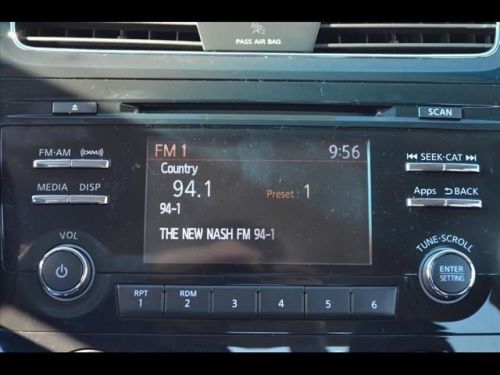 PASS AIR BAG
SCAN
FM·AM
MEDIA DISP
FM 1 9:56
Country
94.1 Preset : 1
94-1
THE NEW NASH FM 94-1
SEEK·CAT
Apps BACK
VOL
TUNE·SCROLL
ENTER
SETTING
RPT 1
RDM 2
3
4
5
6